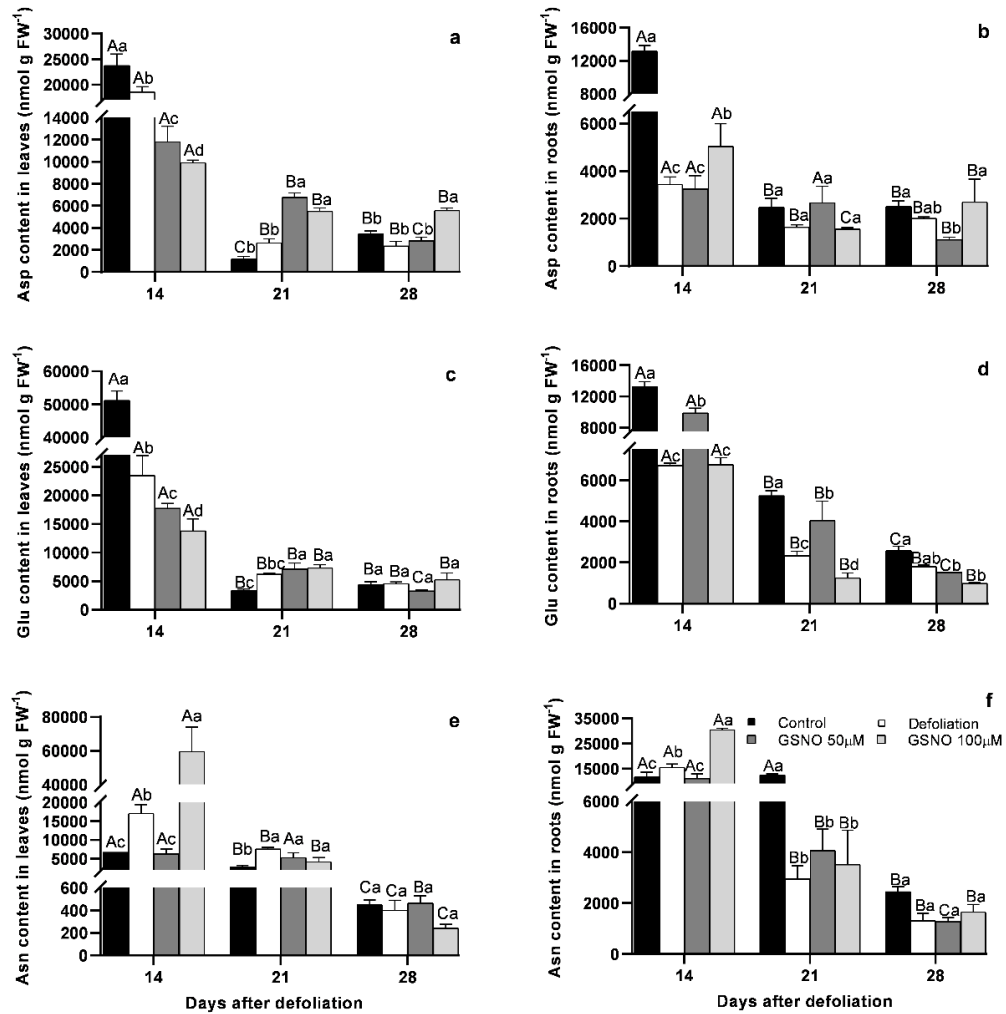 a
Asp content in leaves (nmol g FW⁻¹)
30000
25000
20000
14000
12000
10000
8000
6000
4000
2000
0
Aa
Ab
Ac
Ad
Cb
Bb
Ba
Ba
Bb
Bb
Cb
Ba
14
21
28
b
Asp content in roots (nmol g FW⁻¹)
16000
12000
8000
6000
4000
2000
0
Aa
Ac
Ac
Ab
Ba
Ba
Aa
Ca
Ba
Bab
Bb
Ba
14
21
28
c
Glu content in leaves (nmol g FW⁻¹)
60000
50000
40000
25000
20000
15000
10000
5000
0
Aa
Ab
Ac
Ad
Bc
Bbc
Ba
Ba
Ba
Ba
Ca
Ba
14
21
28
d
Glu content in roots (nmol g FW⁻¹)
16000
12000
8000
6000
4000
2000
0
Aa
Ac
Ab
Ac
Ba
Bc
Bb
Bd
Ca
Bab
Cb
Bb
14
21
28
e
Asn content in leaves (nmol g FW⁻¹)
80000
60000
40000
20000
15000
10000
5000
600
400
200
0
Ac
Ab
Ac
Aa
Bb
Ba
Aa
Ba
Ca
Ca
Ba
Ca
14
21
28
Days after defoliation
f
Control
Defoliation
GSNO 50μM
GSNO 100μM
Asn content in roots (nmol g FW⁻¹)
35000
25000
15000
6000
4000
2000
0
Ac
Ab
Ac
Aa
Aa
Bb
Bb
Bb
Ba
Ba
Ca
Ba
14
21
28
Days after defoliation